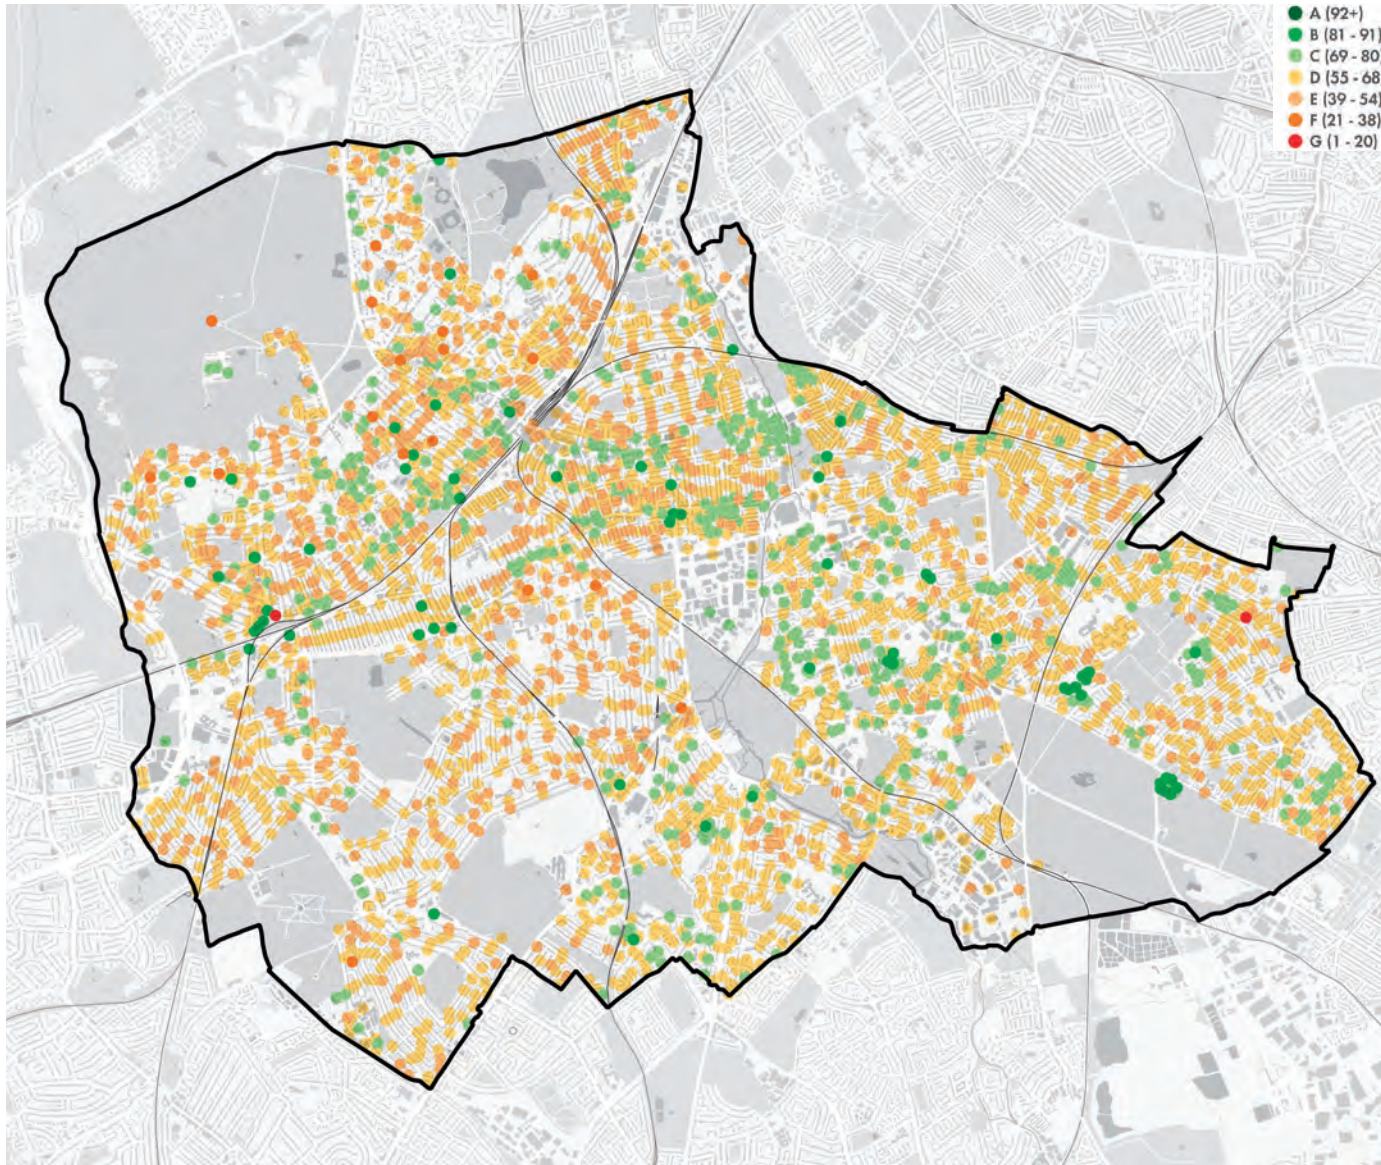 A (92+)
B (81 - 91)
C (69 - 80)
D (55 - 68
E (39 - 54)
F (21 - 38)
G (1 - 20)